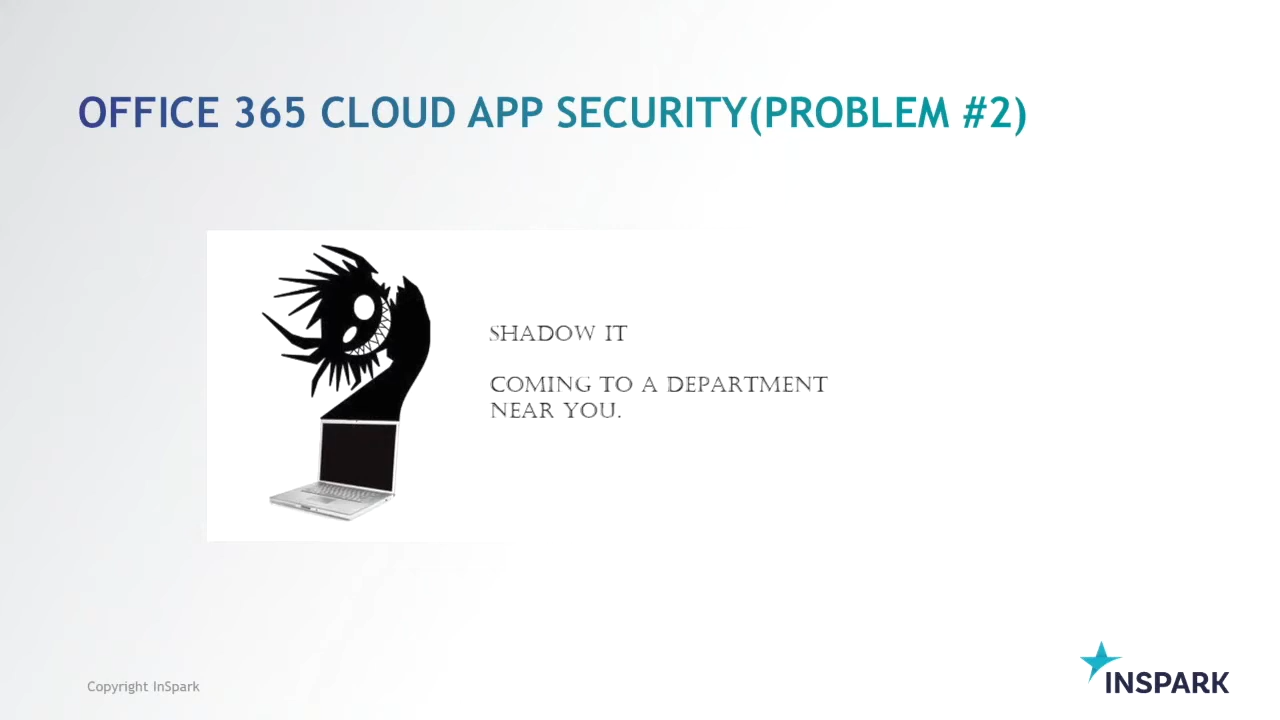 OFFICE 365 CLOUD APP SECURITY(PROBLEM #2)
SHADOW IT
COMING TO A DEPARTMENT
NEAR YOU.
Copyright InSpark
INSPARK